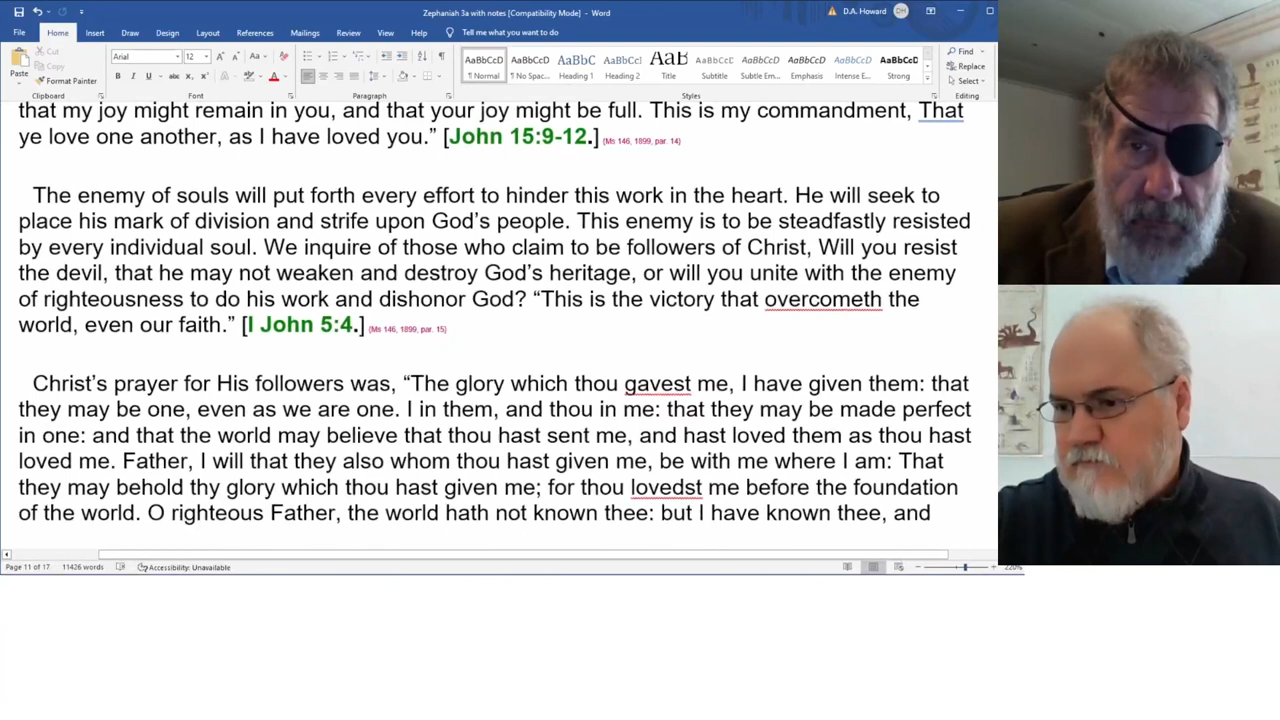 Zephaniah 3a with notes [Compatibility Mode] - Word
D.A. Howard DH
File Home Insert Draw Design Layout References Mailings Review View Help Tell me what you want to do
Paste
Cut
Copy
Format Painter
Clipboard
Arial 12
Font
Paragraph
AaBbCcD AaBbCcD AaBbC AaBbCcI AaB AaBbCcD AaBbCcD AaBbCcD AaBbCcD AaBbCcD
¶ Normal ¶ No Spac... Heading 1 Heading 2 Title Subtitle Subtle Em... Emphasis Intense E... Strong
Styles
Find
Replace
Select
Editing
that my joy might remain in you, and that your joy might be full. This is my commandment, That
ye love one another, as I have loved you.” [John 15:9-12.] {Ms 146, 1899, par. 14}
The enemy of souls will put forth every effort to hinder this work in the heart. He will seek to
place his mark of division and strife upon God’s people. This enemy is to be steadfastly resisted
by every individual soul. We inquire of those who claim to be followers of Christ, Will you resist
the devil, that he may not weaken and destroy God’s heritage, or will you unite with the enemy
of righteousness to do his work and dishonor God? “This is the victory that overcometh the
world, even our faith.” [I John 5:4.] {Ms 146, 1899, par. 15}
Christ’s prayer for His followers was, “The glory which thou gavest me, I have given them: that
they may be one, even as we are one. I in them, and thou in me: that they may be made perfect
in one: and that the world may believe that thou hast sent me, and hast loved them as thou hast
loved me. Father, I will that they also whom thou hast given me, be with me where I am: That
they may behold thy glory which thou hast given me; for thou lovedst me before the foundation
of the world. O righteous Father, the world hath not known thee: but I have known thee, and
Page 11 of 17 11426 words Accessibility: Unavailable 220%